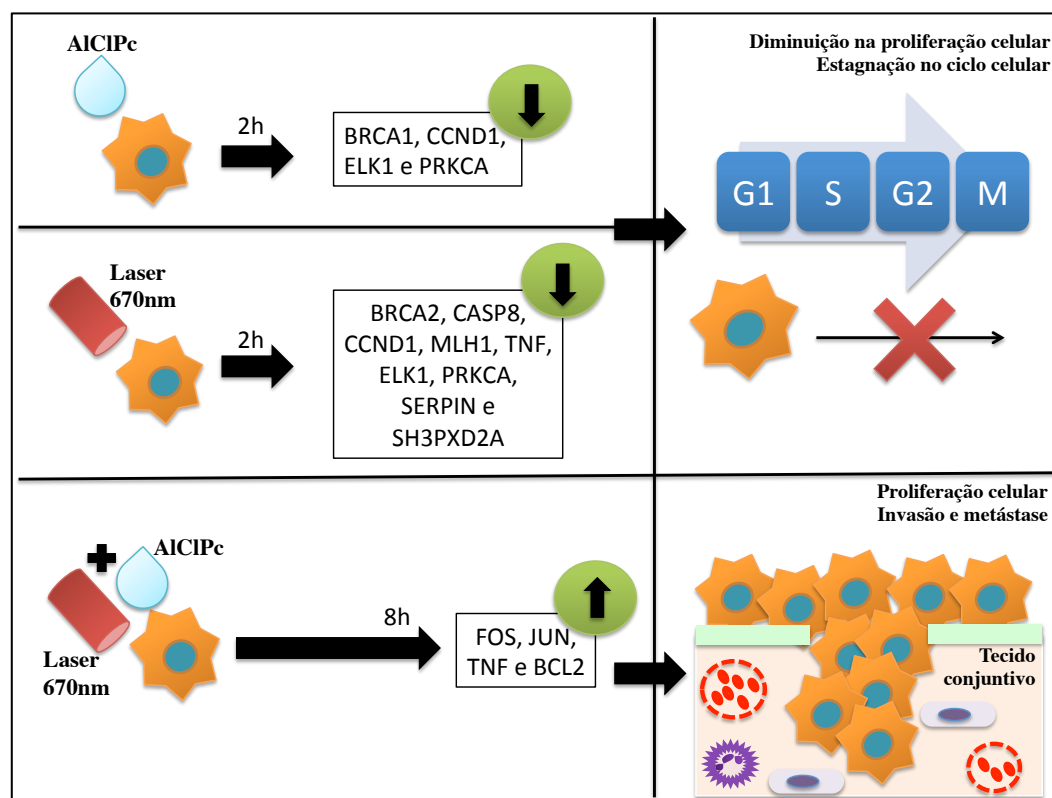 AlClPc
2h
BRCA1, CCND1,
ELK1 e PRKCA
Diminuição na proliferação celular
Estagnação no ciclo celular
G1 S G2 M
Laser
670nm
2h
BRCA2, CASP8,
CCND1, MLH1, TNF,
ELK1, PRKCA,
SERPIN e
SH3PXD2A
AlClPc
Laser
670nm
8h
FOS, JUN,
TNF e BCL2
Proliferação celular
Invasão e metástase
Tecido
conjuntivo